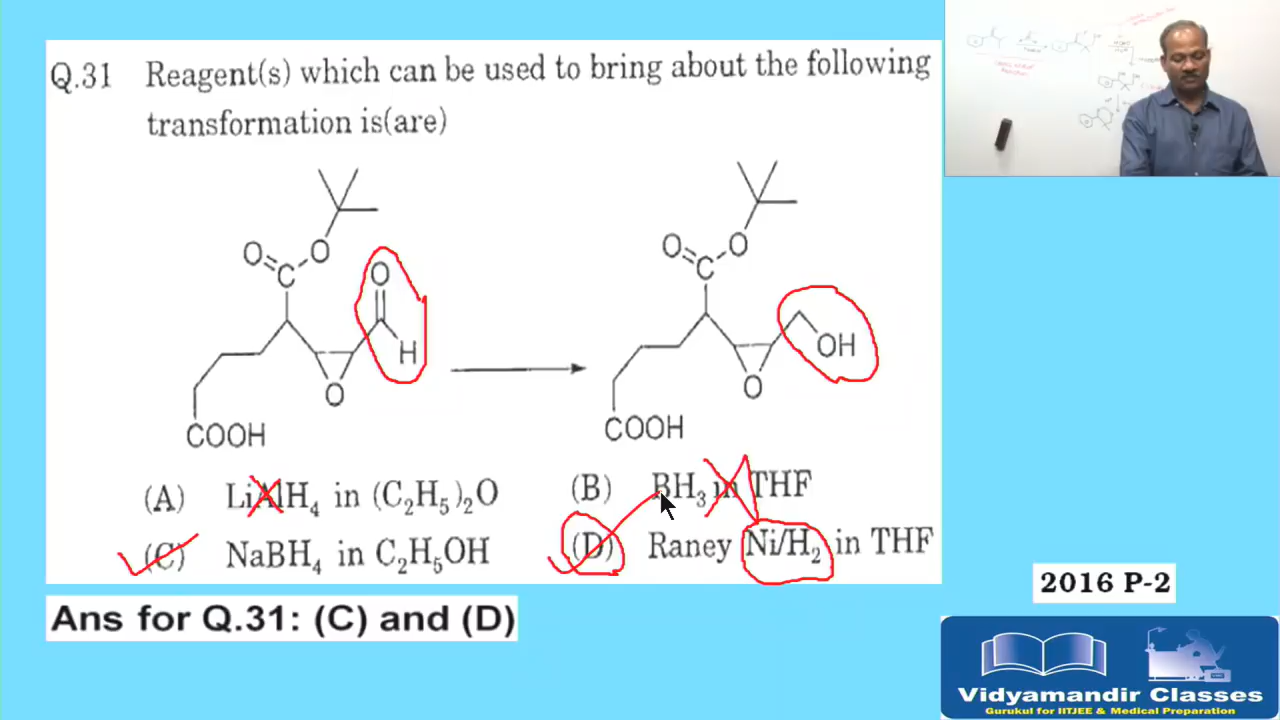 Q.31 Reagent(s) which can be used to bring about the following
transformation is(are)
O
O
C
O
H
O
COOH
O
O
C
OH
O
COOH
(A) LiAlH₄ in (C₂H₅)₂O
(B) BH₃ in THF
(C) NaBH₄ in C₂H₅OH
(D) Raney Ni/H₂ in THF
Ans for Q.31: (C) and (D)
2016 P-2
Vidyamandir Classes
Gurukul for IITJEE & Medical Preparation